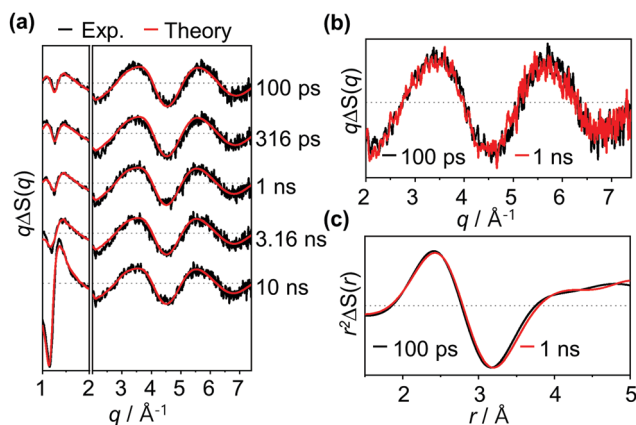 (a)
Exp. Theory
qΔS(q)
100 ps
316 ps
1 ns
3.16 ns
10 ns
1 2 3 4 5 6 7
q / Å⁻¹
(b)
qΔS(q)
100 ps 1 ns
2 3 4 5 6 7
q / Å⁻¹
(c)
r²ΔS(r)
100 ps 1 ns
2 3 4 5
r / Å